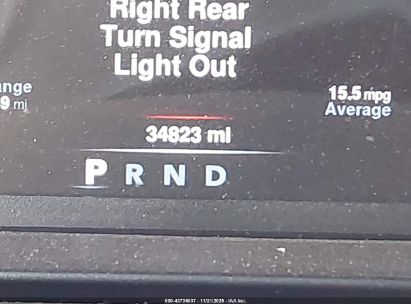 Right Rear
Turn Signal
Light Out
ange
9 mi
15.5 mpg
Average
34823 mi
P R N D